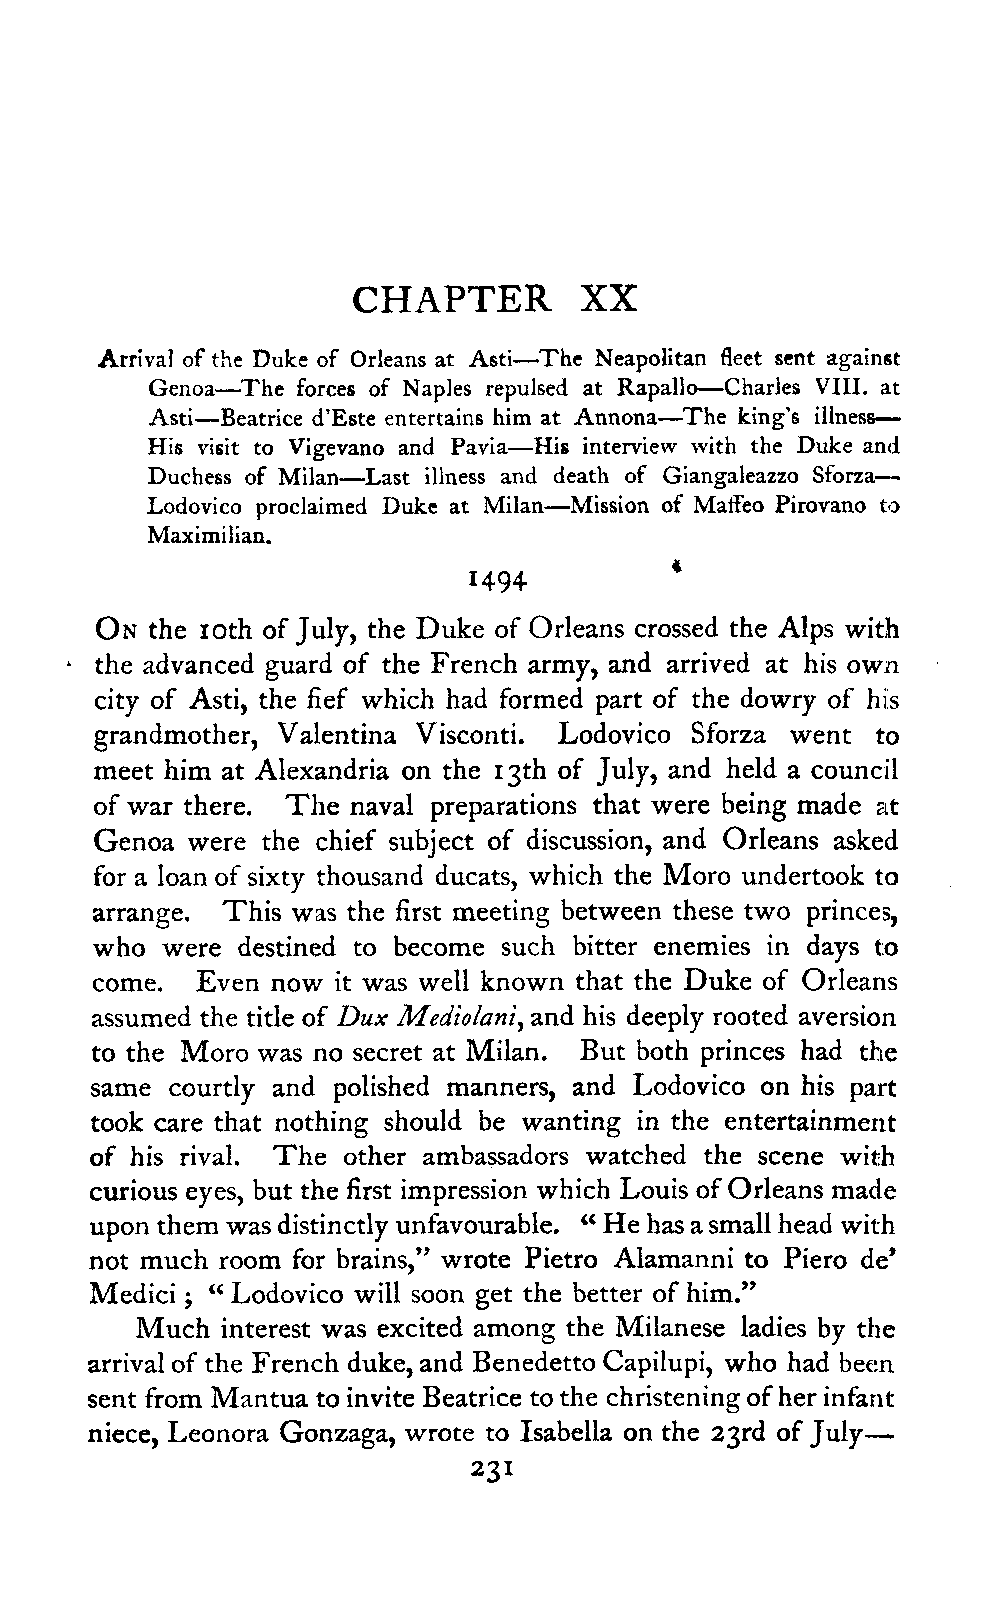 CHAPTER XX
Arrival of the Duke of Orleans at Asti—The Neapolitan fleet sent against
Genoa—The forces of Naples repulsed at Rapallo—Charles VIII. at
Asti—Beatrice d'Este entertains him at Annona—The king's illness—
His visit to Vigevano and Pavia—His interview with the Duke and
Duchess of Milan—Last illness and death of Giangaleazzo Sforza—
Lodovico proclaimed Duke at Milan—Mission of Maffeo Pirovano to
Maximilian.
1494
ON the 10th of July, the Duke of Orleans crossed the Alps with
the advanced guard of the French army, and arrived at his own
city of Asti, the fief which had formed part of the dowry of his
grandmother, Valentina Visconti. Lodovico Sforza went to
meet him at Alexandria on the 13th of July, and held a council
of war there. The naval preparations that were being made at
Genoa were the chief subject of discussion, and Orleans asked
for a loan of sixty thousand ducats, which the Moro undertook to
arrange. This was the first meeting between these two princes,
who were destined to become such bitter enemies in days to
come. Even now it was well known that the Duke of Orleans
assumed the title of Dux Mediolani, and his deeply rooted aversion
to the Moro was no secret at Milan. But both princes had the
same courtly and polished manners, and Lodovico on his part
took care that nothing should be wanting in the entertainment
of his rival. The other ambassadors watched the scene with
curious eyes, but the first impression which Louis of Orleans made
upon them was distinctly unfavourable. “He has a small head with
not much room for brains,” wrote Pietro Alamanni to Piero de’
Medici; “Lodovico will soon get the better of him.”
Much interest was excited among the Milanese ladies by the
arrival of the French duke, and Benedetto Capilupi, who had been
sent from Mantua to invite Beatrice to the christening of her infant
niece, Leonora Gonzaga, wrote to Isabella on the 23rd of July—
231